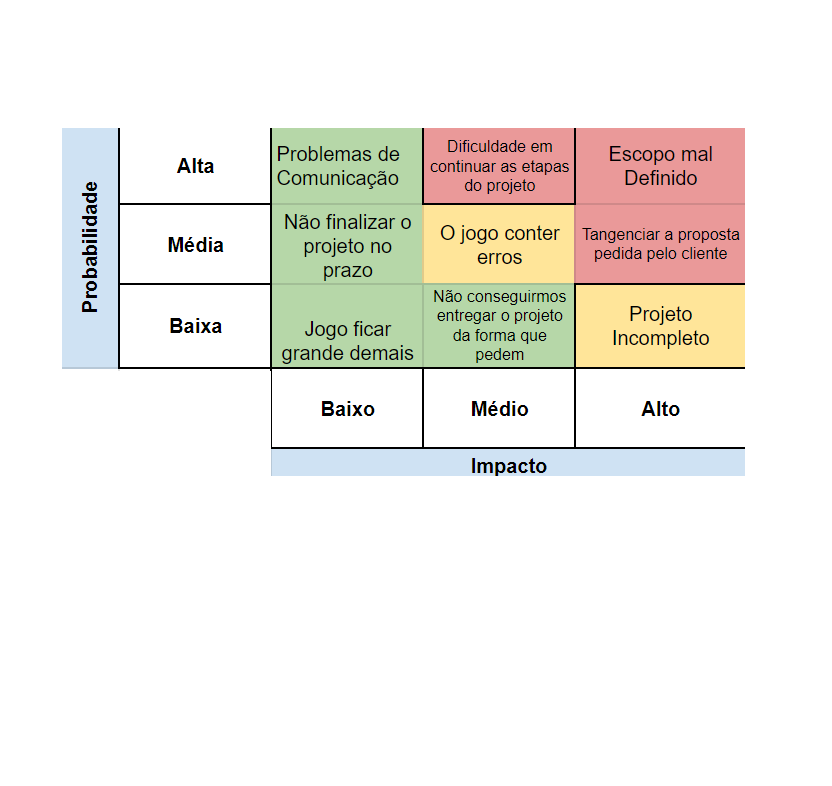 Probabilidade
Alta
Problemas de
Comunicação
Dificuldade em
continuar as etapas
do projeto
Escopo mal
Definido
Média
Não finalizar o
projeto no
prazo
O jogo conter
erros
Tangenciar a proposta
pedida pelo cliente
Baixa
Jogo ficar
grande demais
Não conseguirmos
entregar o projeto
da forma que
pedem
Projeto
Incompleto
Baixo
Médio
Alto
Impacto